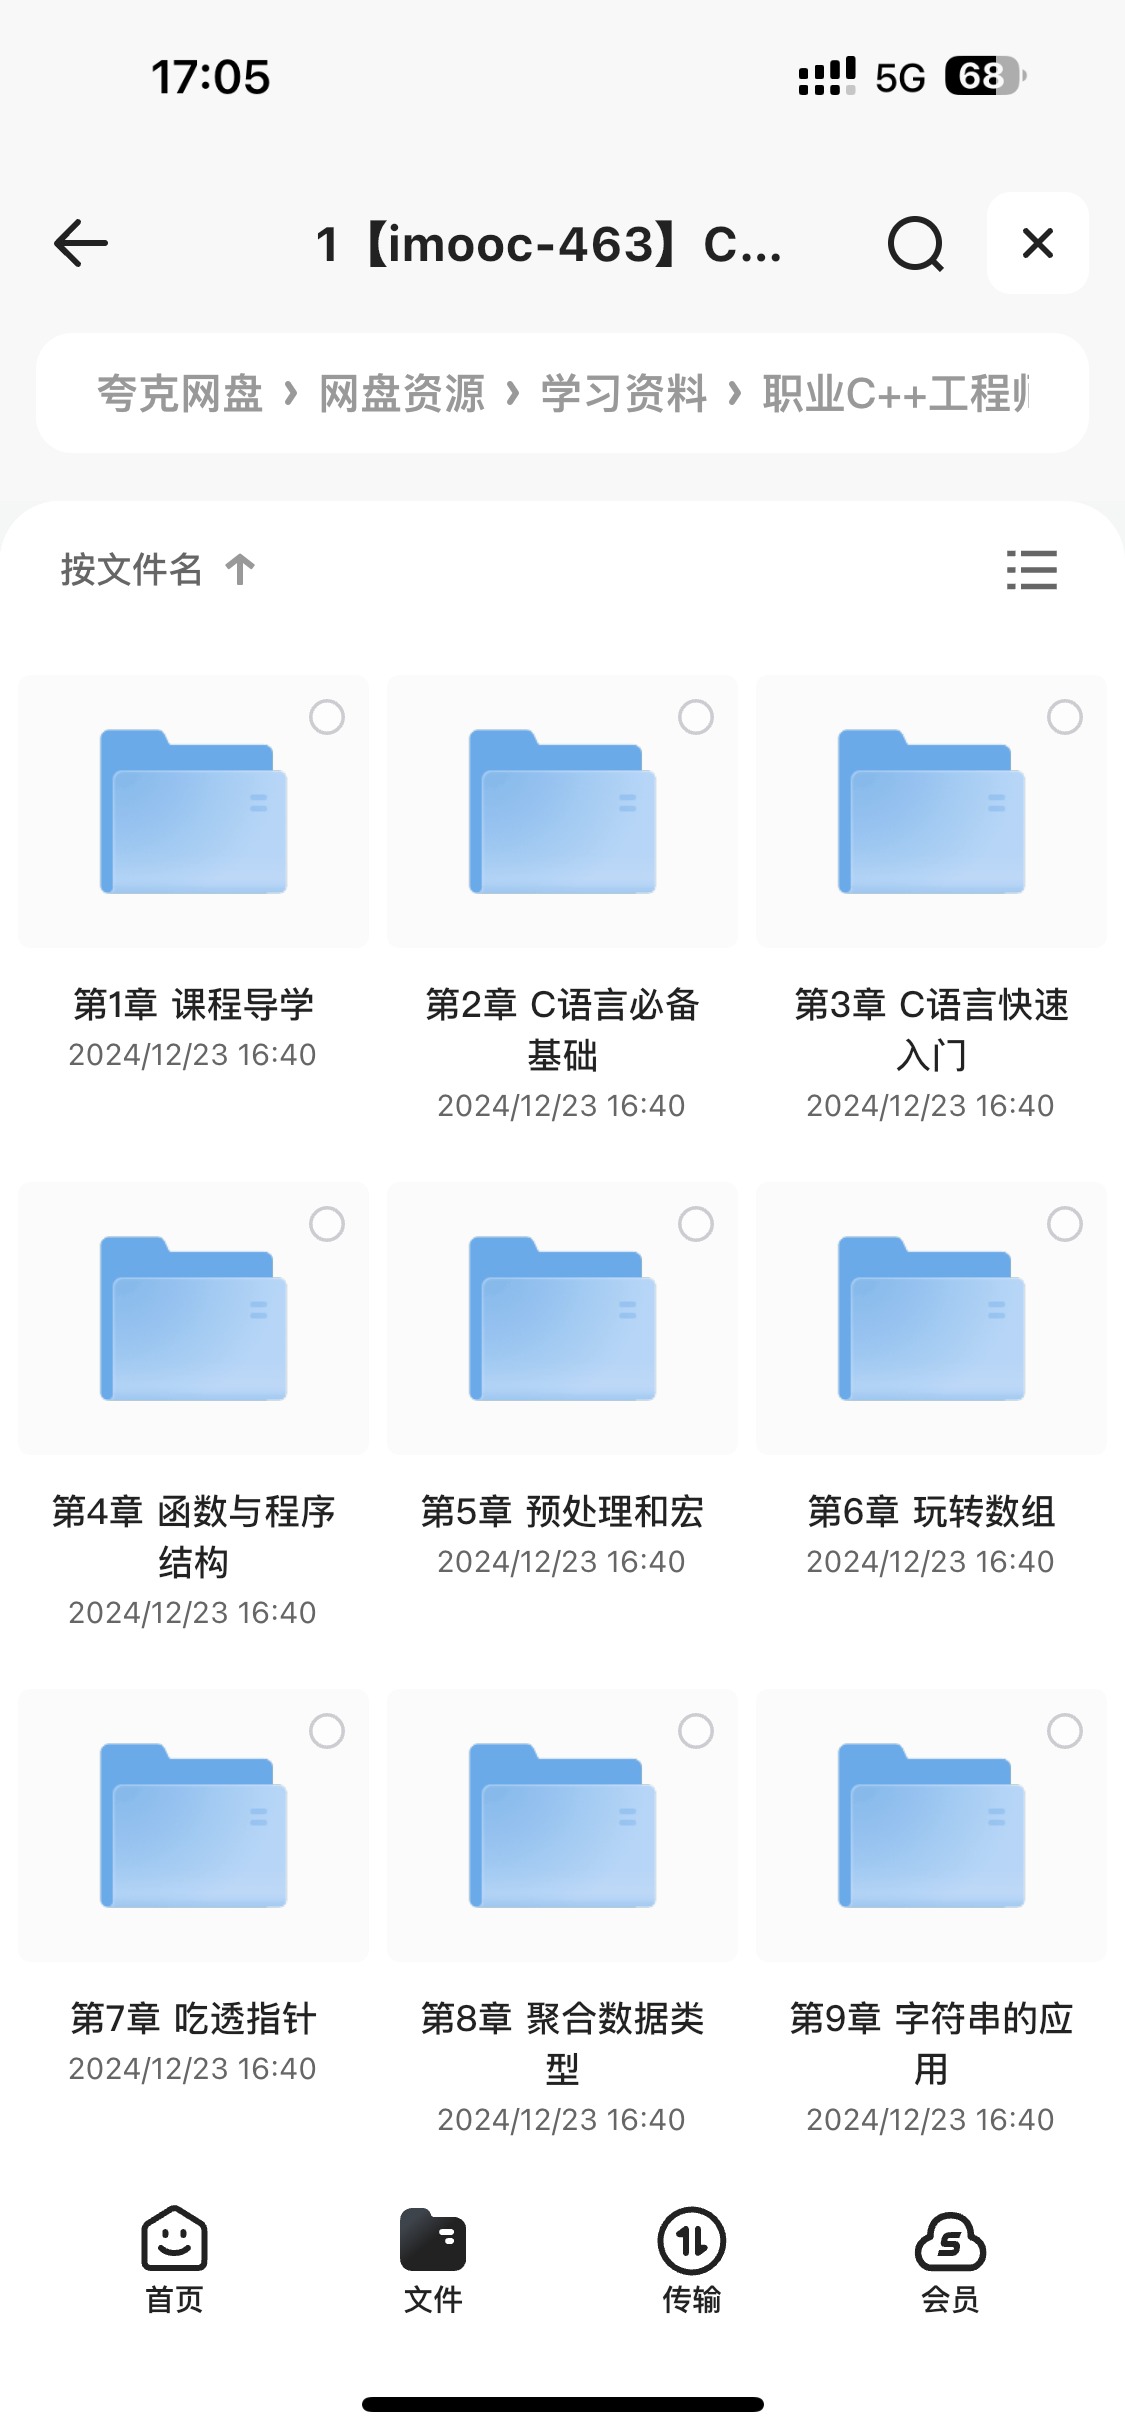 17:05
5G 68
1【imooc-463】C...
夸克网盘 › 网盘资源 › 学习资料 › 职业C++工程师
按文件名
第1章 课程导学
2024/12/23 16:40
第2章 C语言必备
基础
2024/12/23 16:40
第3章 C语言快速
入门
2024/12/23 16:40
第4章 函数与程序
结构
2024/12/23 16:40
第5章 预处理和宏
2024/12/23 16:40
第6章 玩转数组
2024/12/23 16:40
第7章 吃透指针
2024/12/23 16:40
第8章 聚合数据类
型
2024/12/23 16:40
第9章 字符串的应
用
2024/12/23 16:40
首页
文件
传输
会员